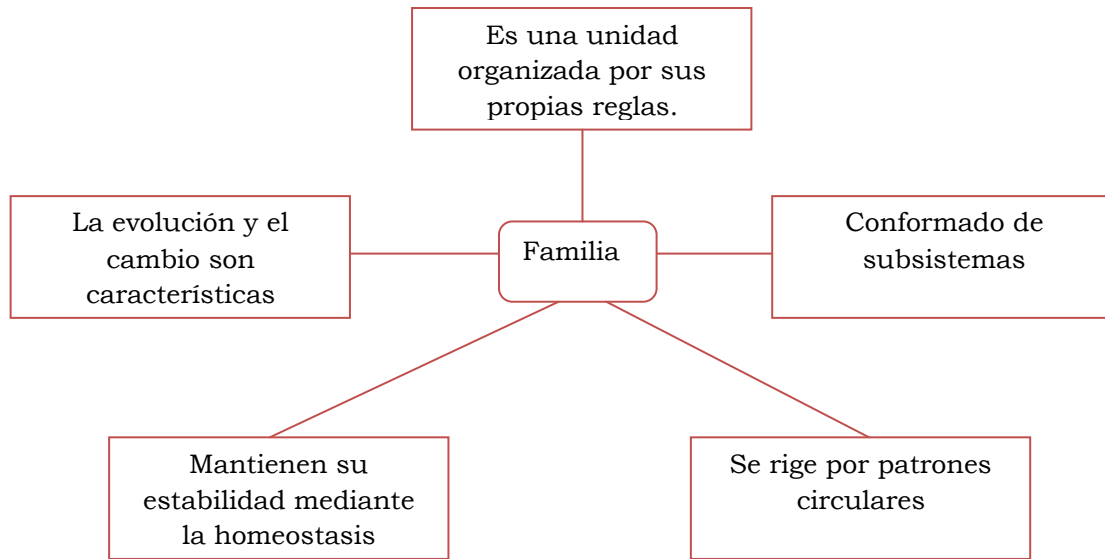 Es una unidad
organizada por sus
propias reglas.
La evolución y el
cambio son
características
Familia
Conformado de
subsistemas
Mantienen su
estabilidad mediante
la homeostasis
Se rige por patrones
circulares